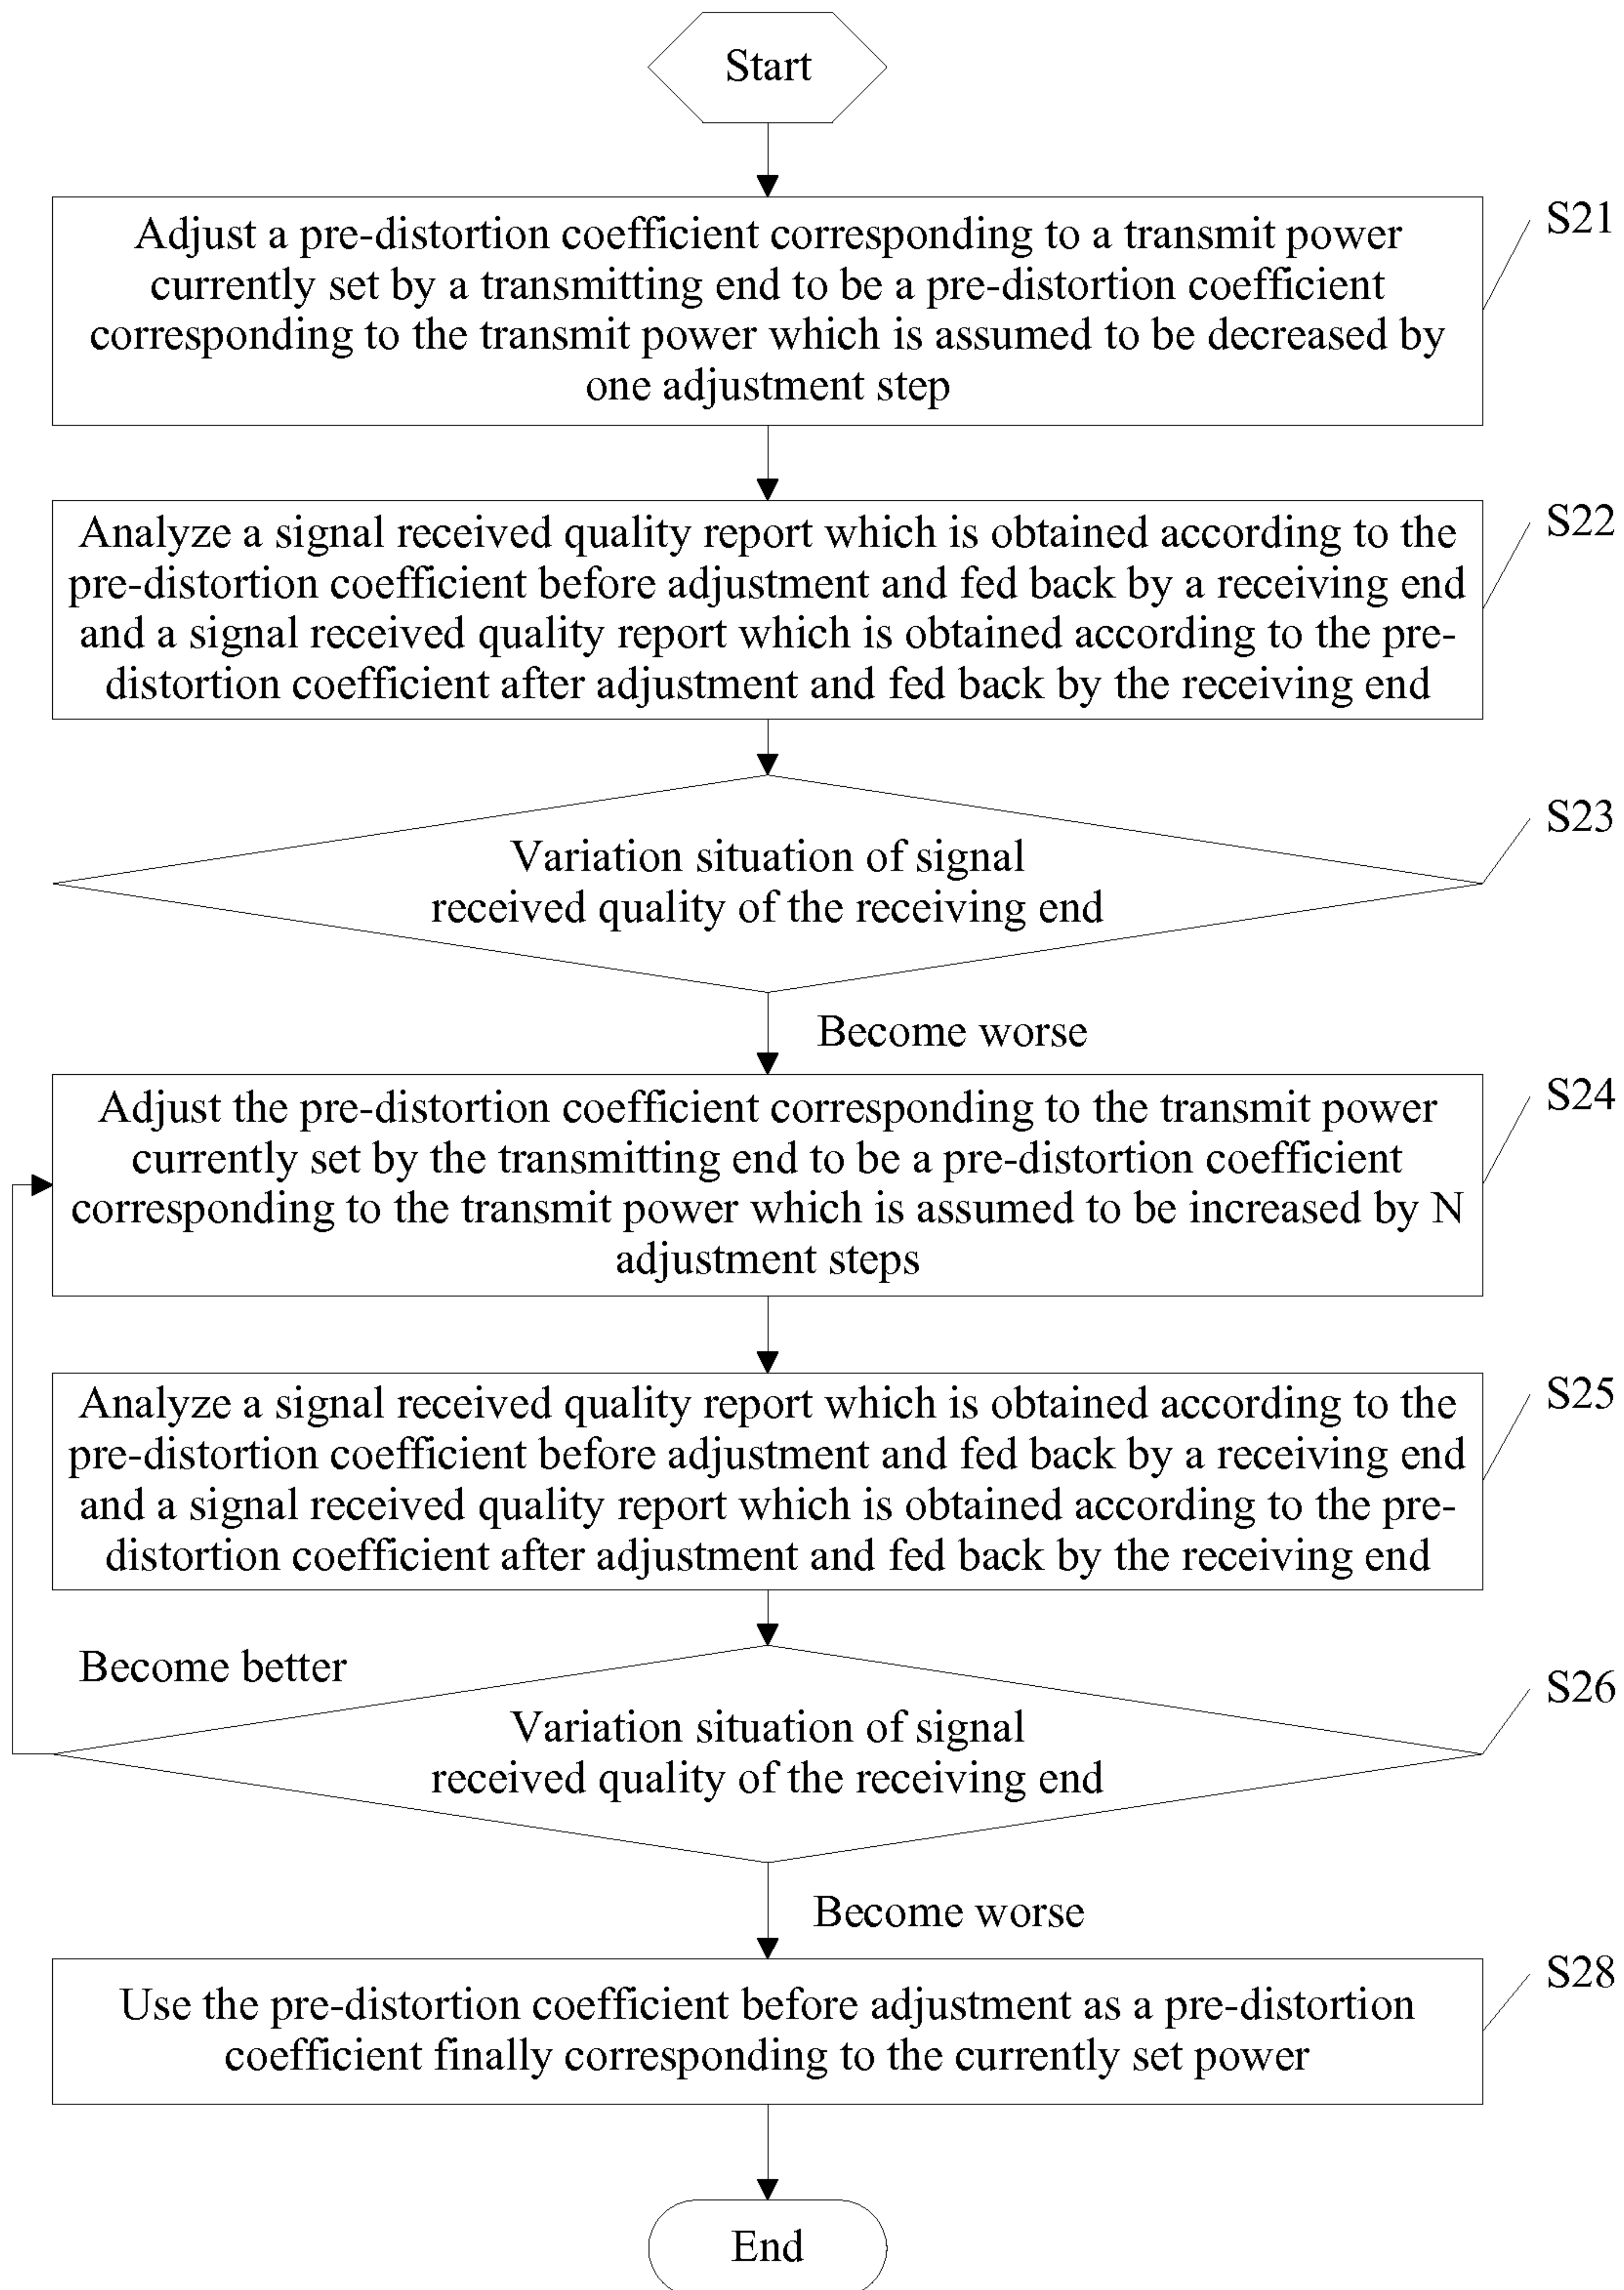 Start
Adjust a pre-distortion coefficient corresponding to a transmit power
currently set by a transmitting end to be a pre-distortion coefficient
corresponding to the transmit power which is assumed to be decreased by
one adjustment step
S21
Analyze a signal received quality report which is obtained according to the
pre-distortion coefficient before adjustment and fed back by a receiving end
and a signal received quality report which is obtained according to the pre-
distortion coefficient after adjustment and fed back by the receiving end
S22
Variation situation of signal
received quality of the receiving end
S23
Become worse
Adjust the pre-distortion coefficient corresponding to the transmit power
currently set by the transmitting end to be a pre-distortion coefficient
corresponding to the transmit power which is assumed to be increased by N
adjustment steps
S24
Analyze a signal received quality report which is obtained according to the
pre-distortion coefficient before adjustment and fed back by a receiving end
and a signal received quality report which is obtained according to the pre-
distortion coefficient after adjustment and fed back by the receiving end
S25
Become better
Variation situation of signal
received quality of the receiving end
S26
Become worse
Use the pre-distortion coefficient before adjustment as a pre-distortion
coefficient finally corresponding to the currently set power
S28
End